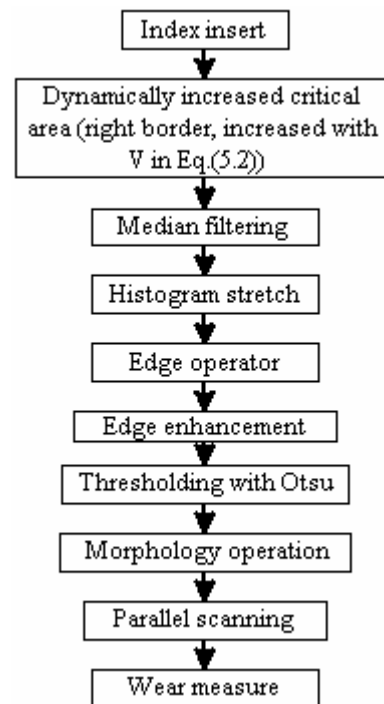 Index insert
Dynamically increased critical
area (right border, increased with
V in Eq.(5.2))
Median filtering
Histogram stretch
Edge operator
Edge enhancement
Thresholding with Otsu
Morphology operation
Parallel scanning
Wear measure